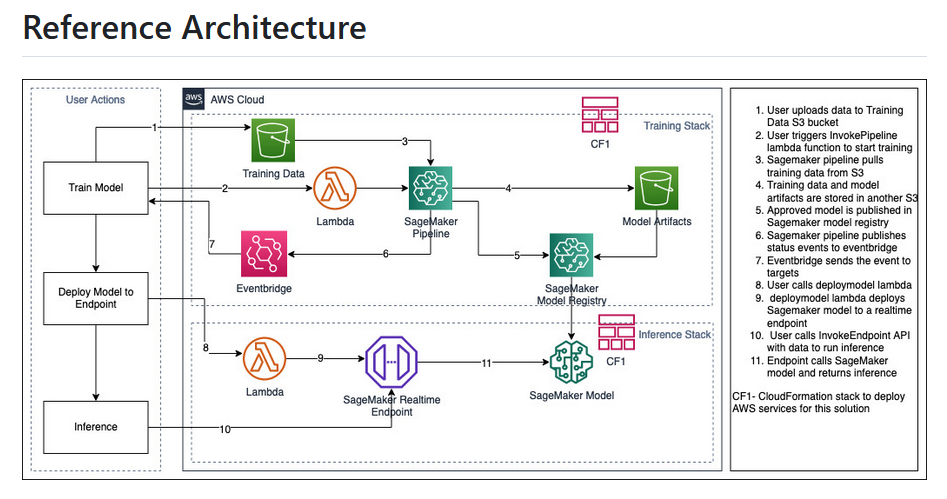 Reference Architecture
User Actions
aws
AWS Cloud
Training Stack
CF1
1
Training Data
3
Train Model
2
Lambda
SageMaker
Pipeline
4
Model Artifacts
7
Eventbridge
6
5
SageMaker
Model Registry
Deploy Model to
Endpoint
8
Inference Stack
CF1
Lambda
9
SageMaker Realtime
Endpoint
11
SageMaker Model
Inference
10
1. User uploads data to Training
Data S3 bucket
2. User triggers InvokePipeline
lambda function to start training
3. Sagemaker pipeline pulls
training data from S3
4. Training data and model
artifacts are stored in another S3
5. Approved model is published in
Sagemaker model registry
6. Sagemaker pipeline publishes
status events to eventbridge
7. Eventbridge sends the event to
targets
8. User calls deploymodel lambda
9. deploymodel lambda deploys
Sagemaker model to a realtime
endpoint
10. User calls InvokeEndpoint API
with data to run inference
11. Endpoint calls SageMaker
model and returns inference
CF1- CloudFormation stack to deploy
AWS services for this solution